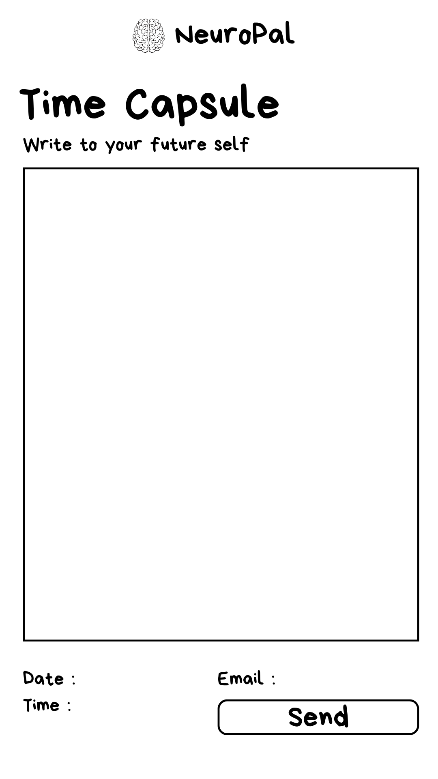 NeuroPal
Time Capsule
Write to your future self
Date :
Email :
Time :
Send